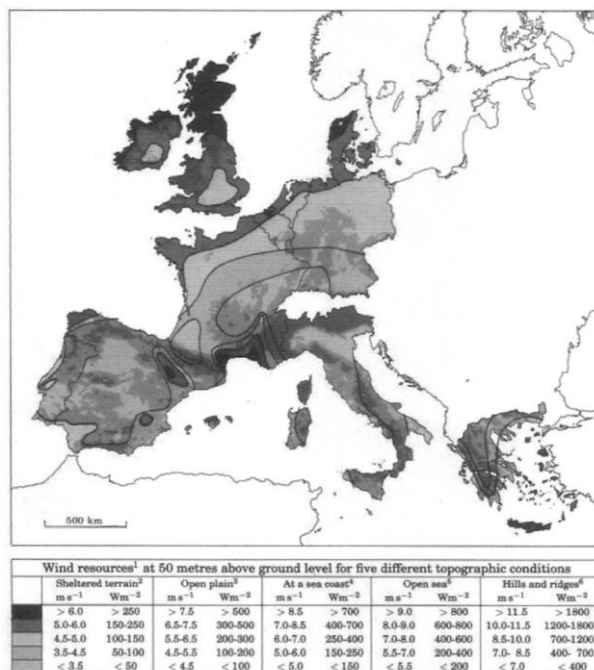 500 km
Wind resources¹ at 50 metres above ground level for five different topographic conditions
Sheltered terrain² Open plain³ At a sea coast⁴ Open sea⁵ Hills and ridges⁶
m s⁻¹ Wm⁻² m s⁻¹ Wm⁻² m s⁻¹ Wm⁻² m s⁻¹ Wm⁻² m s⁻¹ Wm⁻²
> 6.0 > 250 > 7.5 > 500 > 8.5 > 700 > 9.0 > 800 > 11.5 > 1800
5.0-6.0 150-250 6.5-7.5 300-500 7.0-8.5 400-700 8.0-9.0 600-800 10.0-11.5 1200-1800
4.5-5.0 100-150 5.5-6.5 200-300 6.0-7.0 250-400 7.0-8.0 400-600 8.5-10.0 700-1200
3.5-4.5 50-100 4.5-5.5 100-200 5.0-6.0 150-250 5.5-7.0 200-400 7.0- 8.5 400- 700
< 3.5 < 50 < 4.5 < 100 < 5.0 < 150 < 5.5 < 200 < 400